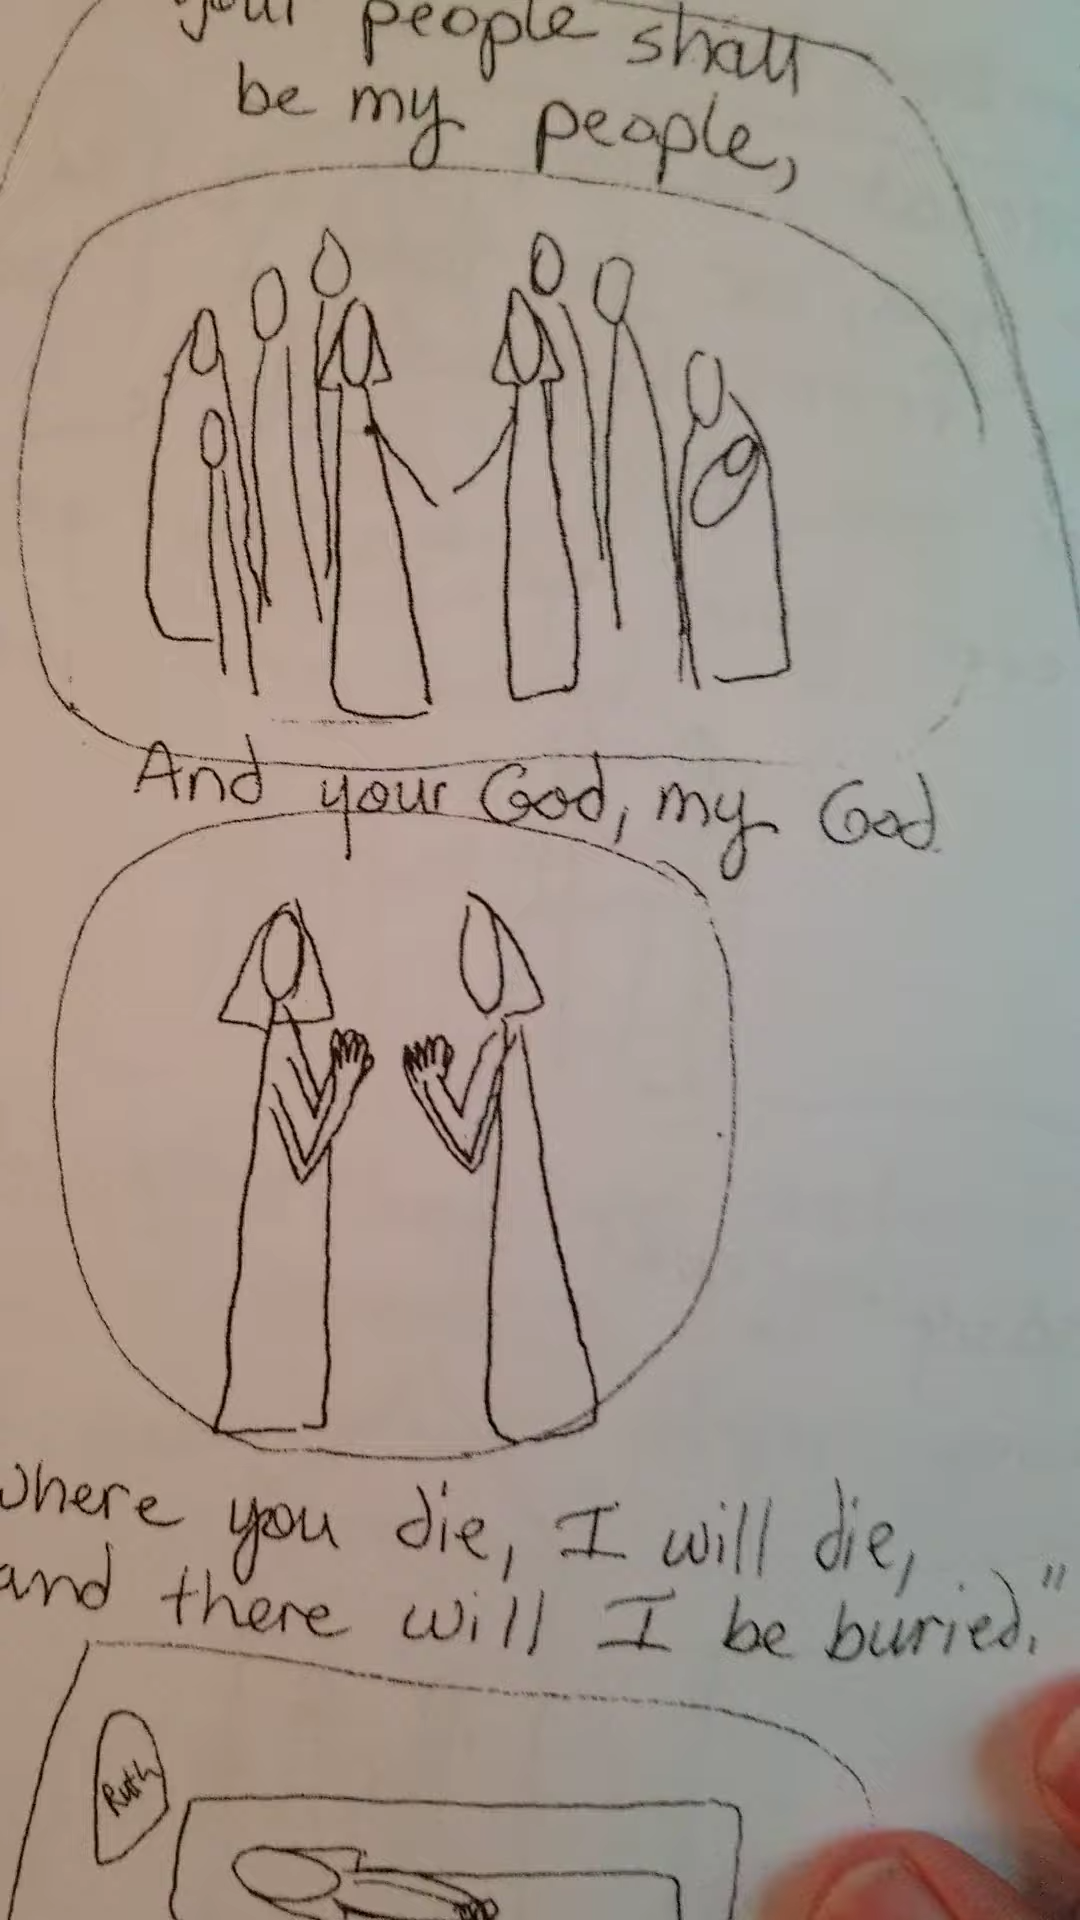 your people shall
be my people,
And your God, my God
where you die, I will die,
and there will I be buried."
Ruth